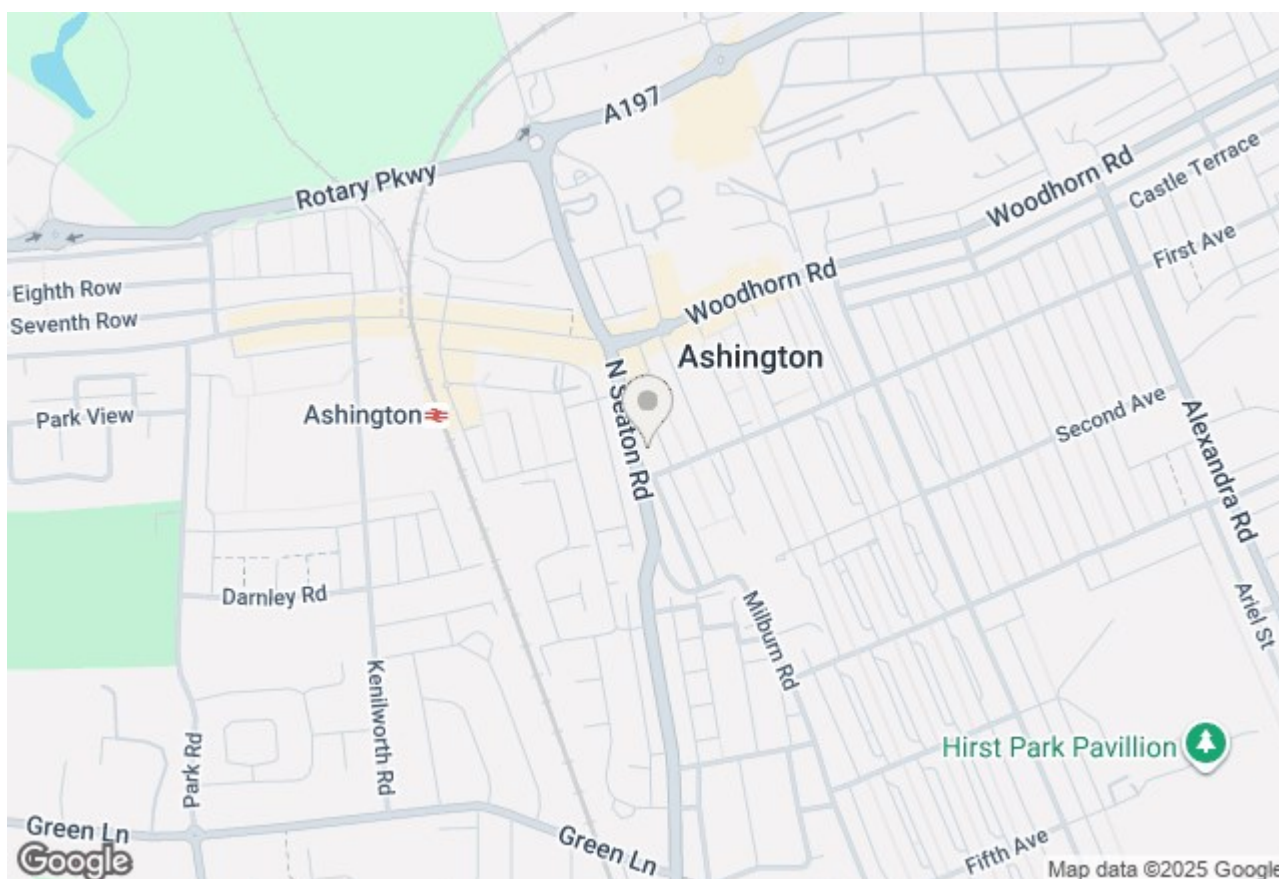 A197
Rotary Pkwy
Woodhorn Rd
Castle Terrace
First Ave
Eighth Row
Seventh Row
Woodhorn Rd
Ashington
N Seaton Rd
Park View
Ashington
Second Ave
Alexandra Rd
Darnley Rd
Milburn Rd
Ariel St
Kenilworth Rd
Park Rd
Hirst Park Pavillion
Green Ln
Green Ln
Fifth Ave
Google
Map data ©2025 Google